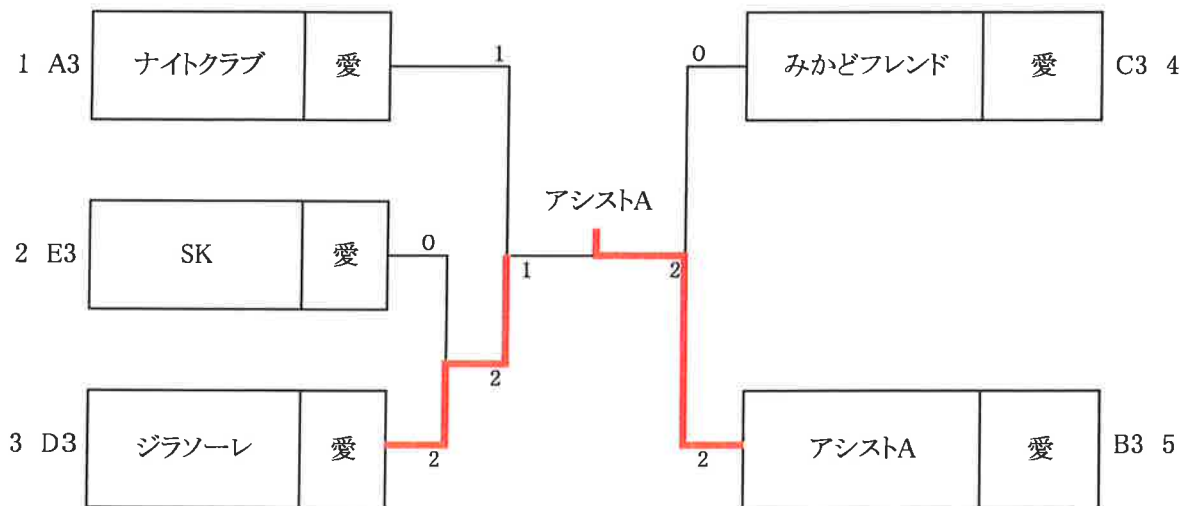 1 A3 ナイトクラブ 愛 1
0 みかどフレンド 愛 C3 4
アシストA
2 E3 SK 愛 0
1 2
2
3 D3 ジラソーレ 愛 2
2 アシストA 愛 B3 5